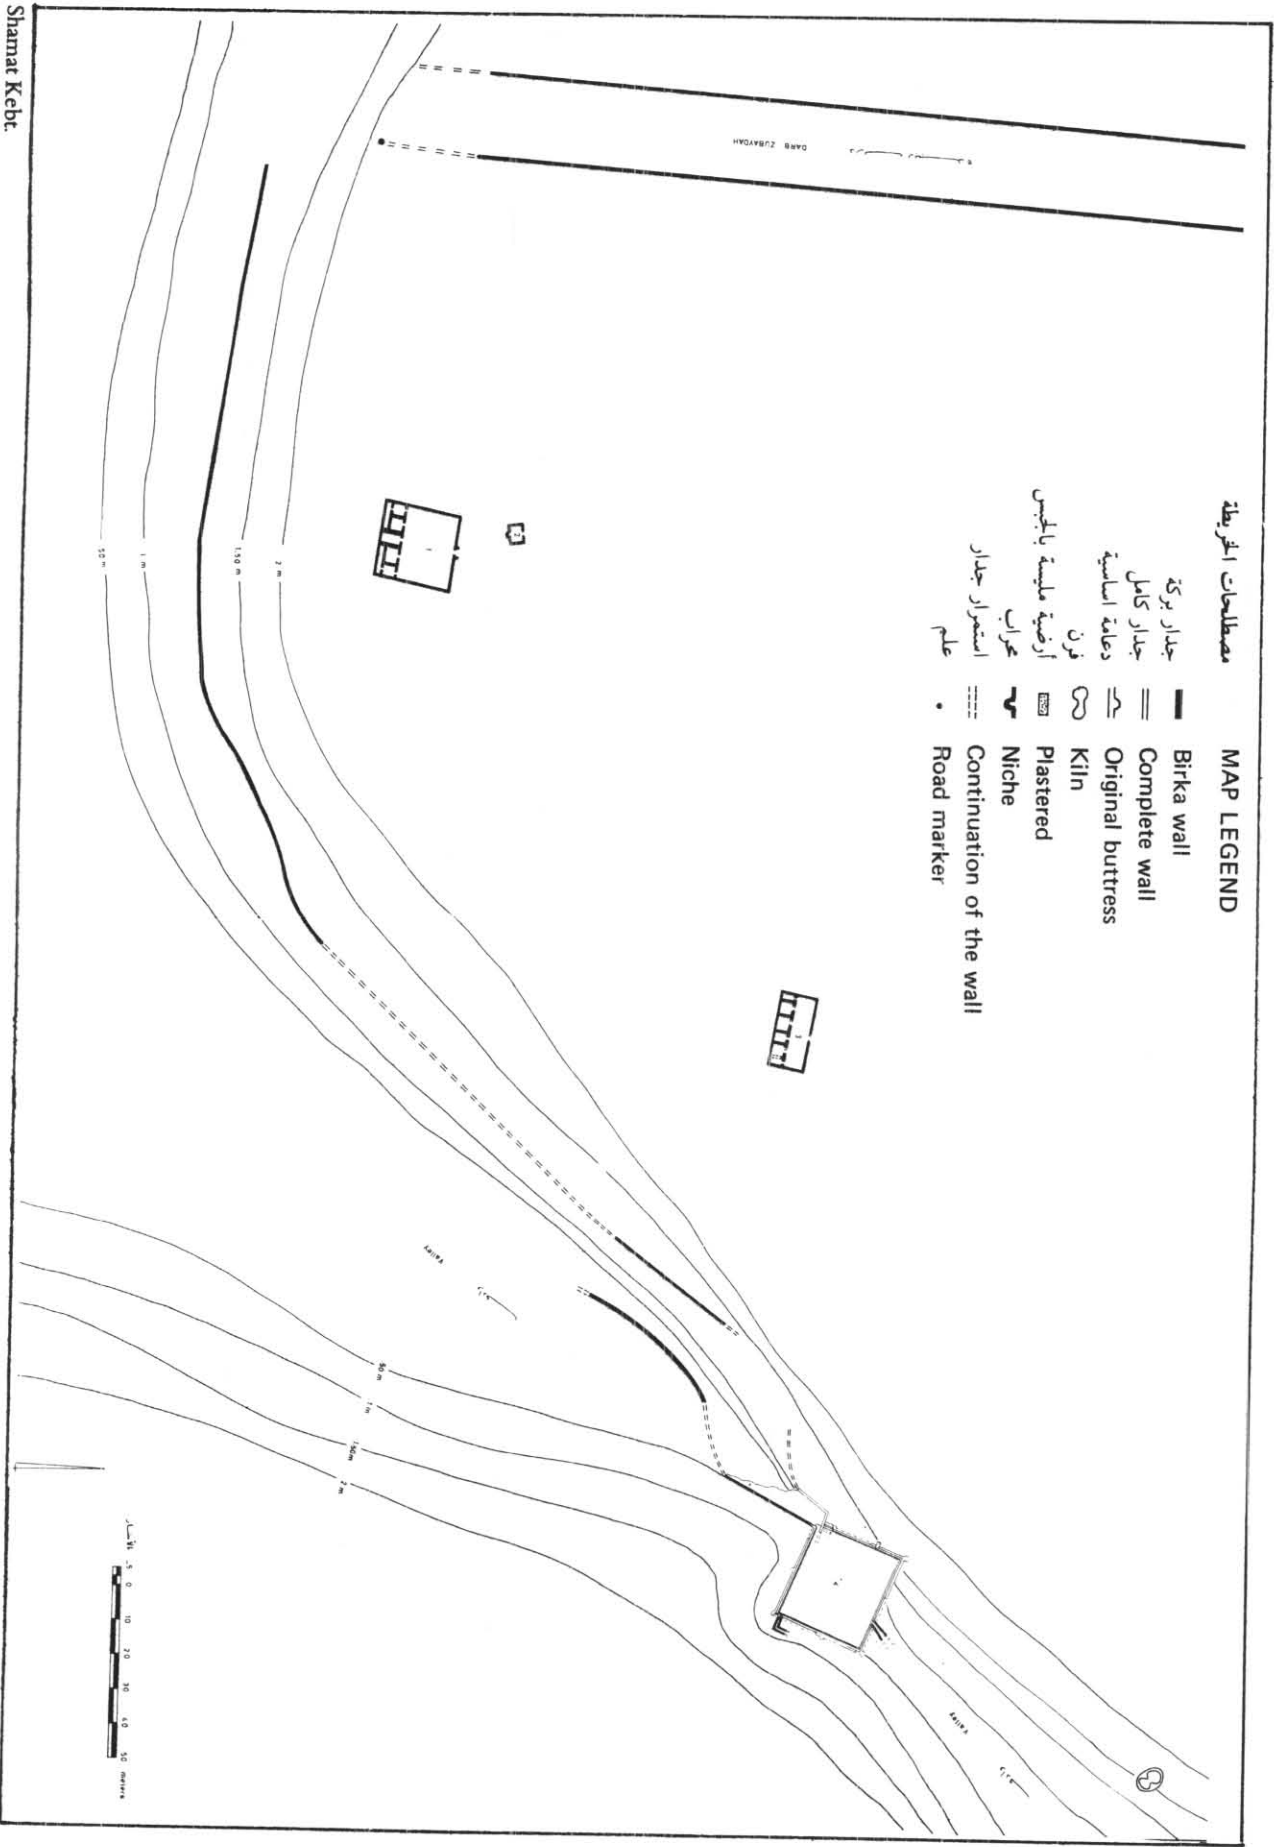 مصطلحات الخريطة MAP LEGEND
جدار بركة Birka wall
جدار كامل Complete wall
دعامة اساسية Original buttress
فرن Kiln
أرضية مليسة بالجبس Plastered
محراب Niche
استمرار جدار Continuation of the wall
علم Road marker
DARB ZUBAYDAH
1
2
3
2 m
1.50 m
1 m
50 m
Valley
50 m
1 m
1.50m
2 m
Valley
5 0 10 20 30 40 50 meters
Shamat Kebt.